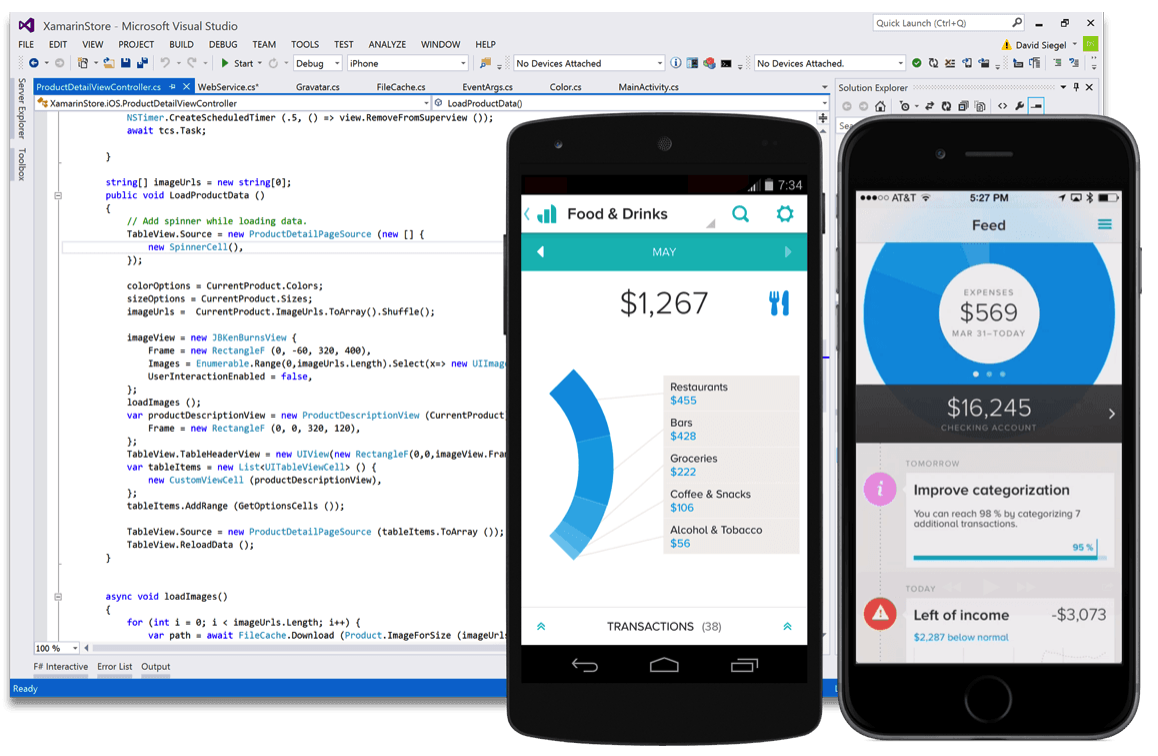 XamarinStore - Microsoft Visual Studio
Quick Launch (Ctrl+Q)
FILE EDIT VIEW PROJECT BUILD DEBUG TEAM TOOLS TEST ANALYZE WINDOW HELP
David Siegel
Start Debug iPhone No Devices Attached No Devices Attached.
Server Explorer
Toolbox
ProductDetailViewController.cs WebService.cs* Gravatar.cs FileCache.cs EventArgs.cs Color.cs MainActivity.cs
Solution Explorer
XamarinStore.iOS.ProductDetailViewController LoadProductData()
NSTimer.CreateScheduledTimer (.5, () => view.RemoveFromSuperview ());
await tcs.Task;
}
string[] imageUrls = new string[0];
public void LoadProductData ()
{
// Add spinner while loading data.
TableView.Source = new ProductDetailPageSource (new [] {
new SpinnerCell(),
});
colorOptions = CurrentProduct.Colors;
sizeOptions = CurrentProduct.Sizes;
imageUrls = CurrentProduct.ImageUrls.ToArray().Shuffle();
imageView = new JBKenBurnsView {
Frame = new RectangleF (0, -60, 320, 400),
Images = Enumerable.Range(0,imageUrls.Length).Select(x=> new UIImag
UserInteractionEnabled = false,
};
loadImages ();
var productDescriptionView = new ProductDescriptionView (CurrentProduct)
Frame = new RectangleF (0, 0, 320, 120),
};
TableView.TableHeaderView = new UIView(new RectangleF(0,0,imageView.Fram
var tableItems = new List<UITableViewCell> () {
new CustomViewCell (productDescriptionView),
};
tableItems.AddRange (GetOptionsCells ());
TableView.Source = new ProductDetailPageSource (tableItems.ToArray ());
TableView.ReloadData ();
}
async void loadImages()
{
for (int i = 0; i < imageUrls.Length; i++) {
var path = await FileCache.Download (Product.ImageForSize (imageUrls
100 %
F# Interactive Error List Output
Ready
7:34
Food & Drinks
MAY
$1,267
Restaurants
$455
Bars
$428
Groceries
$222
Coffee & Snacks
$106
Alcohol & Tobacco
$56
TRANSACTIONS (38)
AT&T 5:27 PM
Feed
EXPENSES
$569
MAR 31–TODAY
$16,245
CHECKING ACCOUNT
TOMORROW
i
Improve categorization
You can reach 98 % by categorizing 7
additional transactions.
95 %
TODAY
Left of income -$3,073
$2,287 below normal